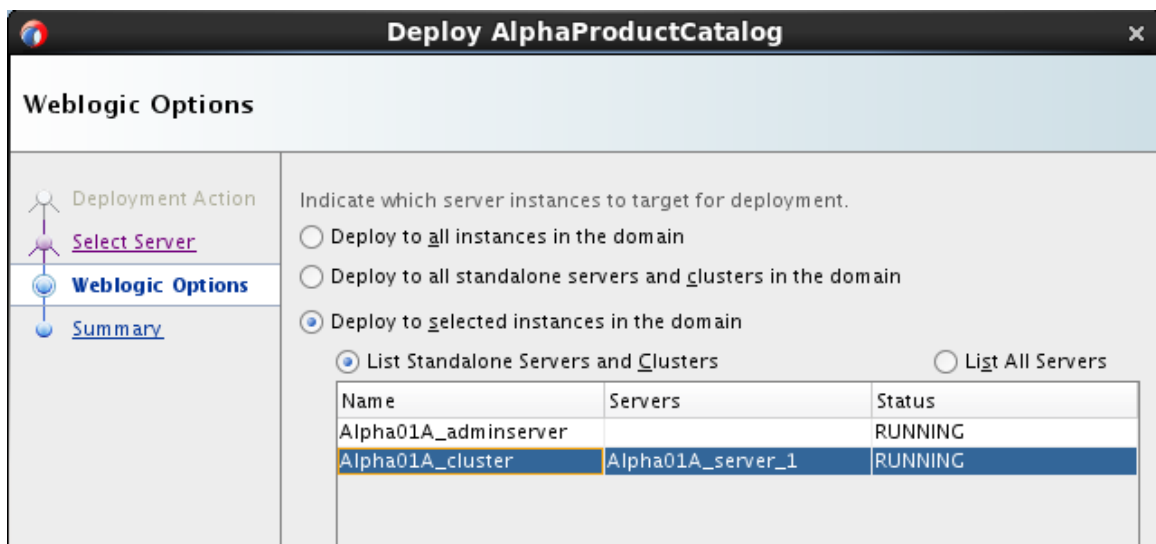 Deploy AlphaProductCatalog
Weblogic Options
Deployment Action
Select Server
Weblogic Options
Summary
Indicate which server instances to target for deployment.
Deploy to all instances in the domain
Deploy to all standalone servers and clusters in the domain
Deploy to selected instances in the domain
List Standalone Servers and Clusters List All Servers
Name Servers Status
Alpha01A_adminserver RUNNING
Alpha01A_cluster Alpha01A_server_1 RUNNING